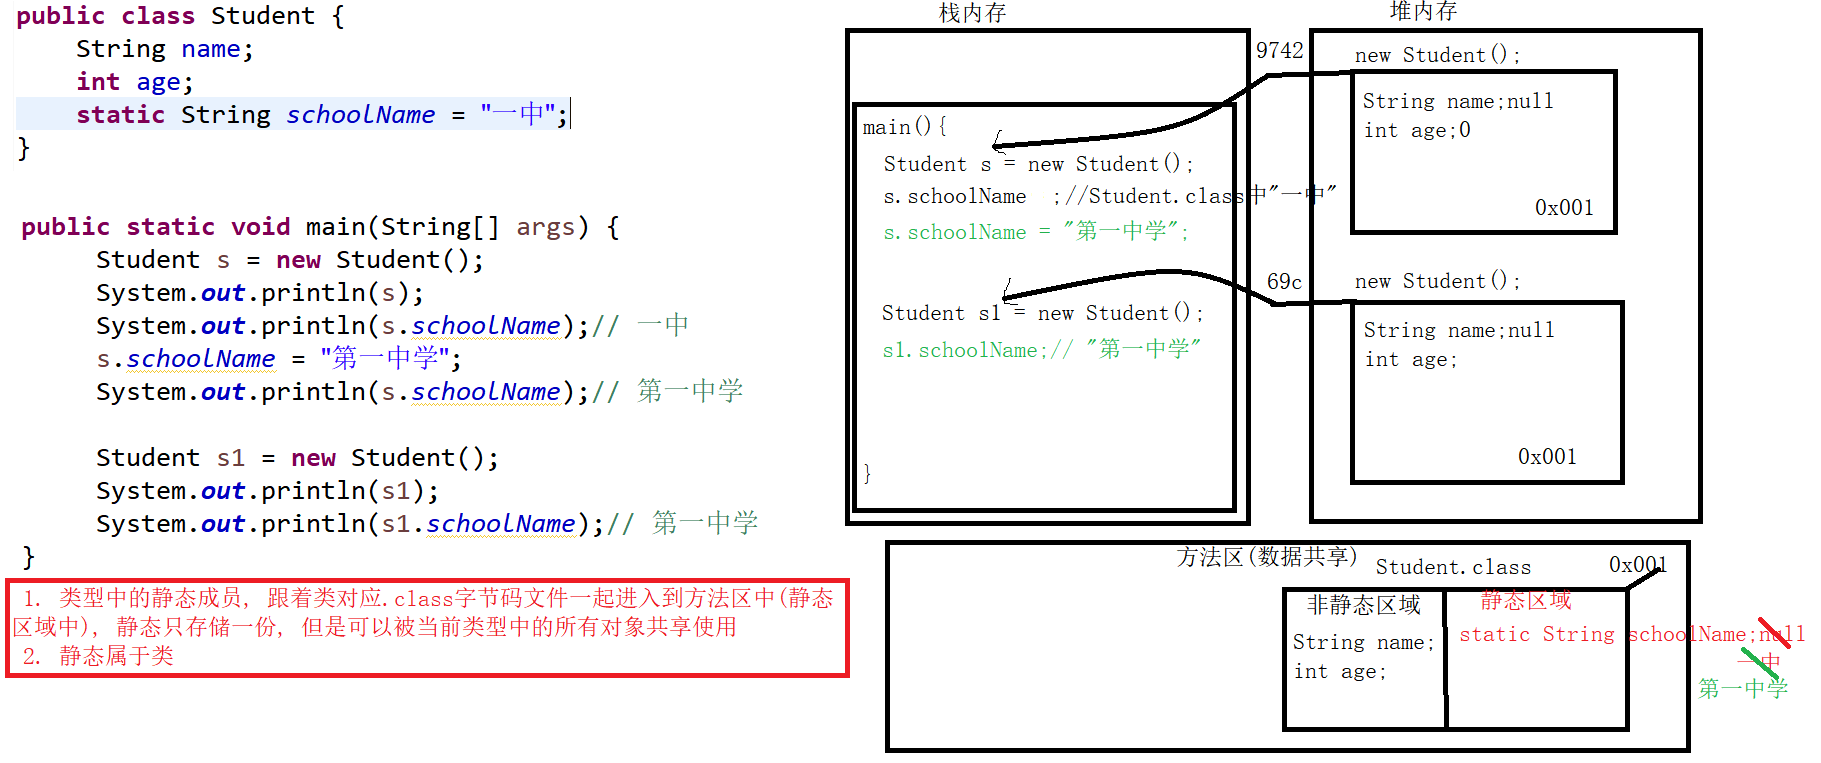 public class Student {
String name;
int age;
static String schoolName = "一中";
}
public static void main(String[] args) {
Student s = new Student();
System.out.println(s);
System.out.println(s.schoolName);// 一中
s.schoolName = "第一中学";
System.out.println(s.schoolName);// 第一中学
Student s1 = new Student();
System.out.println(s1);
System.out.println(s1.schoolName);// 第一中学
}
1. 类型中的静态成员, 跟着类对应.class字节码文件一起进入到方法区中(静态
区域中), 静态只存储一份, 但是可以被当前类型中的所有对象共享使用
2. 静态属于类
栈内存
main(){
Student s = new Student();
s.schoolName ;//Student.class中"一中"
s.schoolName = "第一中学";
Student s1 = new Student();
s1.schoolName;// "第一中学"
}
9742
69c
堆内存
new Student();
String name;null
int age;0
0x001
new Student();
String name;null
int age;
0x001
方法区(数据共享)
Student.class
0x001
非静态区域
String name;
int age;
静态区域
static String schoolName;null
一中
第一中学